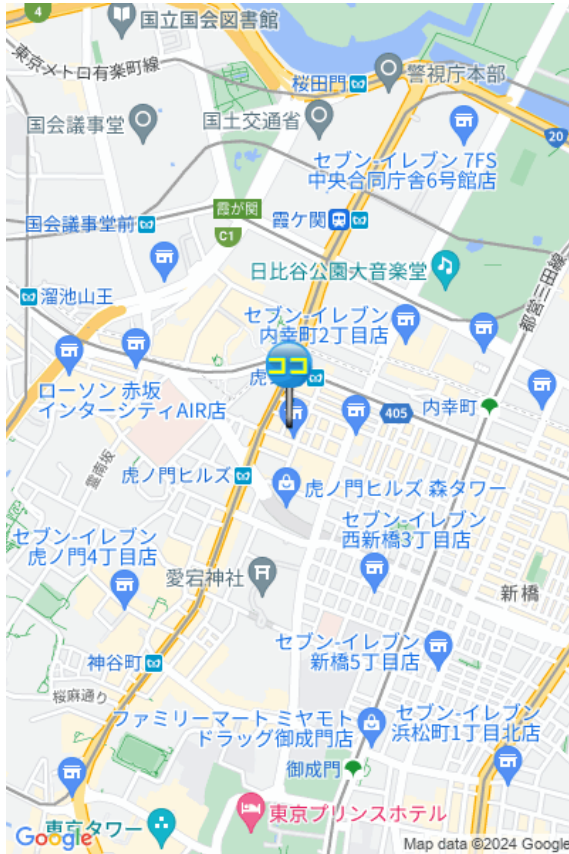 4
国立国会図書館
東京メトロ有楽町線
桜田門
警視庁本部
国会議事堂
国土交通省
セブン-イレブン 7FS
中央合同庁舎6号館店
20
霞が関
国会議事堂前
C1
霞ケ関
日比谷公園大音楽堂
都営三田線
溜池山王
セブン-イレブン
内幸町2丁目店
ココ
虎
ローソン 赤坂
インターシティAIR店
405
内幸町
霊南坂
虎ノ門ヒルズ
虎ノ門ヒルズ 森タワー
セブン-イレブン
西新橋3丁目店
セブン-イレブン
虎ノ門4丁目店
愛宕神社
新橋
セブン-イレブン
新橋5丁目店
神谷町
桜麻通り
ファミリーマート ミヤモト
ドラッグ御成門店
セブン-イレブン
浜松町1丁目北店
御成門
東京プリンスホテル
東京タワー
Google
Map data ©2024 Google